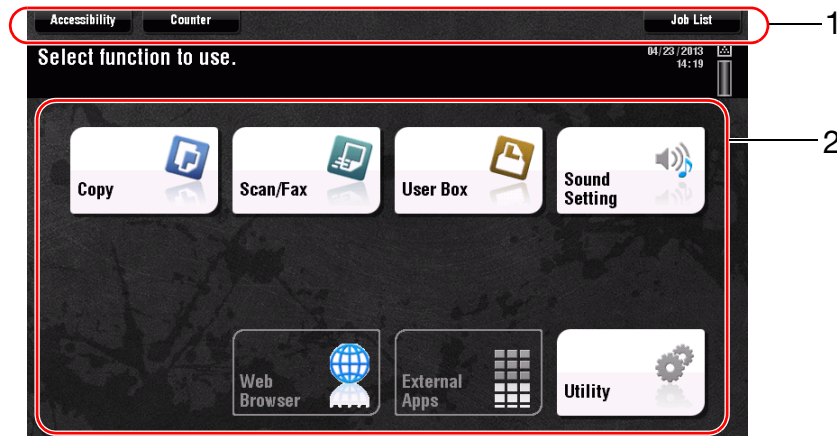 Accessibility
Counter
Job List
1
Select function to use.
04/23/2013
14:19
2
Copy
Scan/Fax
User Box
Sound
Setting
Web
Browser
External
Apps
Utility